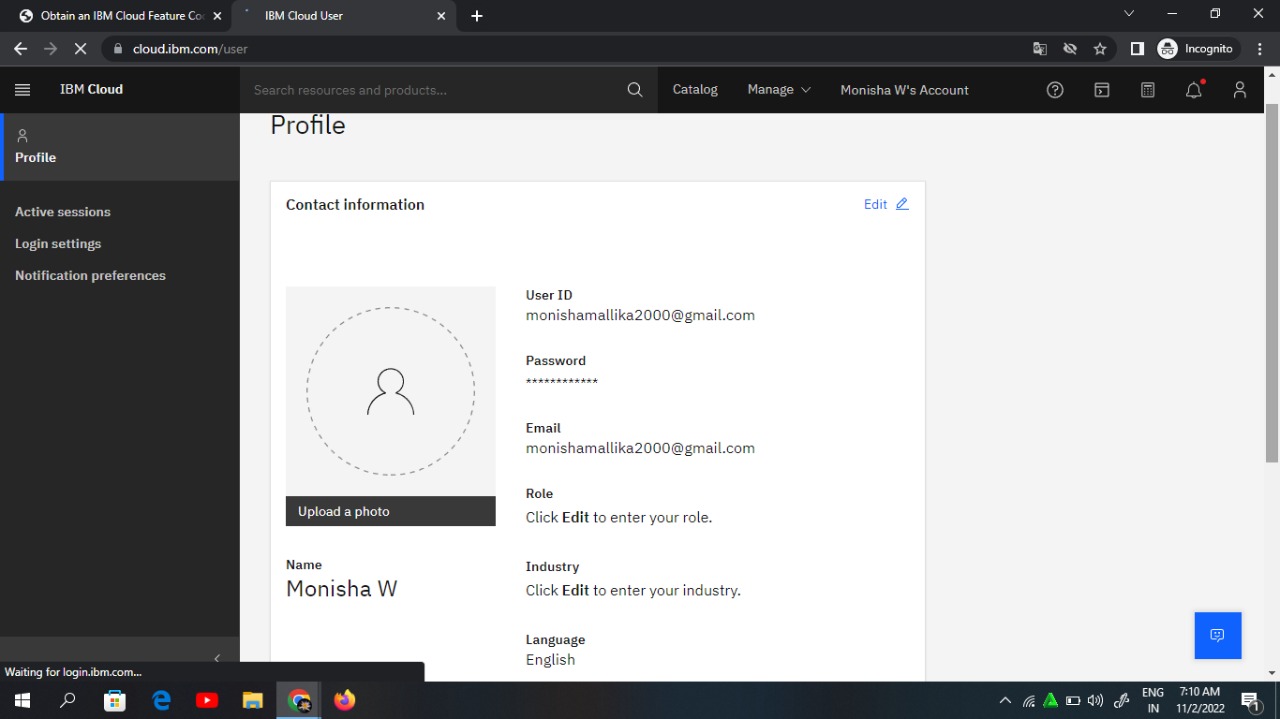 Obtain an IBM Cloud Feature Co
IBM Cloud User
cloud.ibm.com/user
Incognito
IBM Cloud
Search resources and products...
Catalog
Manage
Monisha W's Account
Profile
Profile
Active sessions
Login settings
Notification preferences
Contact information
Edit
User ID
monishamallika2000@gmail.com
Password
************
Email
monishamallika2000@gmail.com
Role
Click Edit to enter your role.
Upload a photo
Name
Monisha W
Industry
Click Edit to enter your industry.
Language
English
Waiting for login.ibm.com...
ENG
IN
7:10 AM
11/2/2022
1